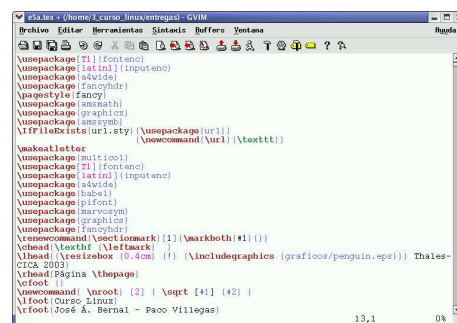 e5a.tex + (/home/3_curso_linux/entregas) - GVIM
Archivo Editar Herramientas Sintaxis Buffers Ventana Ayuda
\usepackage[T1]{fontenc}
\usepackage[latin1]{inputenc}
\usepackage{a4wide}
\usepackage{fancyhdr}
\pagestyle{fancy}
\usepackage{amsmath}
\usepackage{graphicx}
\usepackage{amssymb}
\IfFileExists{url.sty}{\usepackage{url}}
{\newcommand{\url}{\texttt}}
\makeatletter
\usepackage{multicol}
\usepackage[T1]{fontenc}
\usepackage[latin1]{inputenc}
\usepackage{a4wide}
\usepackage{babel}
\usepackage{pifont}
\usepackage{marvosym}
\usepackage{graphics}
\usepackage{fancyhdr}
\renewcommand{\sectionmark}[1]{\markboth{#1}{}}
\chead{\textbf {\leftmark} }
\lhead{{\resizebox {0.4cm} {!} {\includegraphics {graficos/penguin.eps}}} Thales-
CICA 2003}
\rhead{Página \thepage}
\cfoot {}
\newcommand{ \nroot} [2] { \sqrt [#1] {#2} }
\lfoot{Curso Linux}
\rfoot{José Á. Bernal - Paco Villegas}
13,1 0%